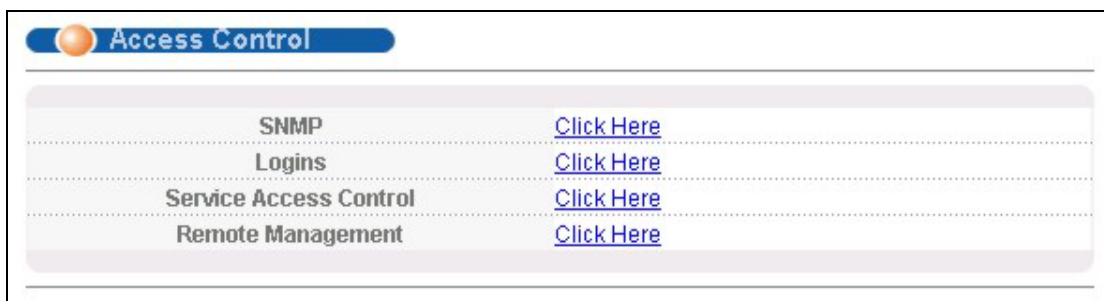 Access Control
SNMP Click Here
Logins Click Here
Service Access Control Click Here
Remote Management Click Here